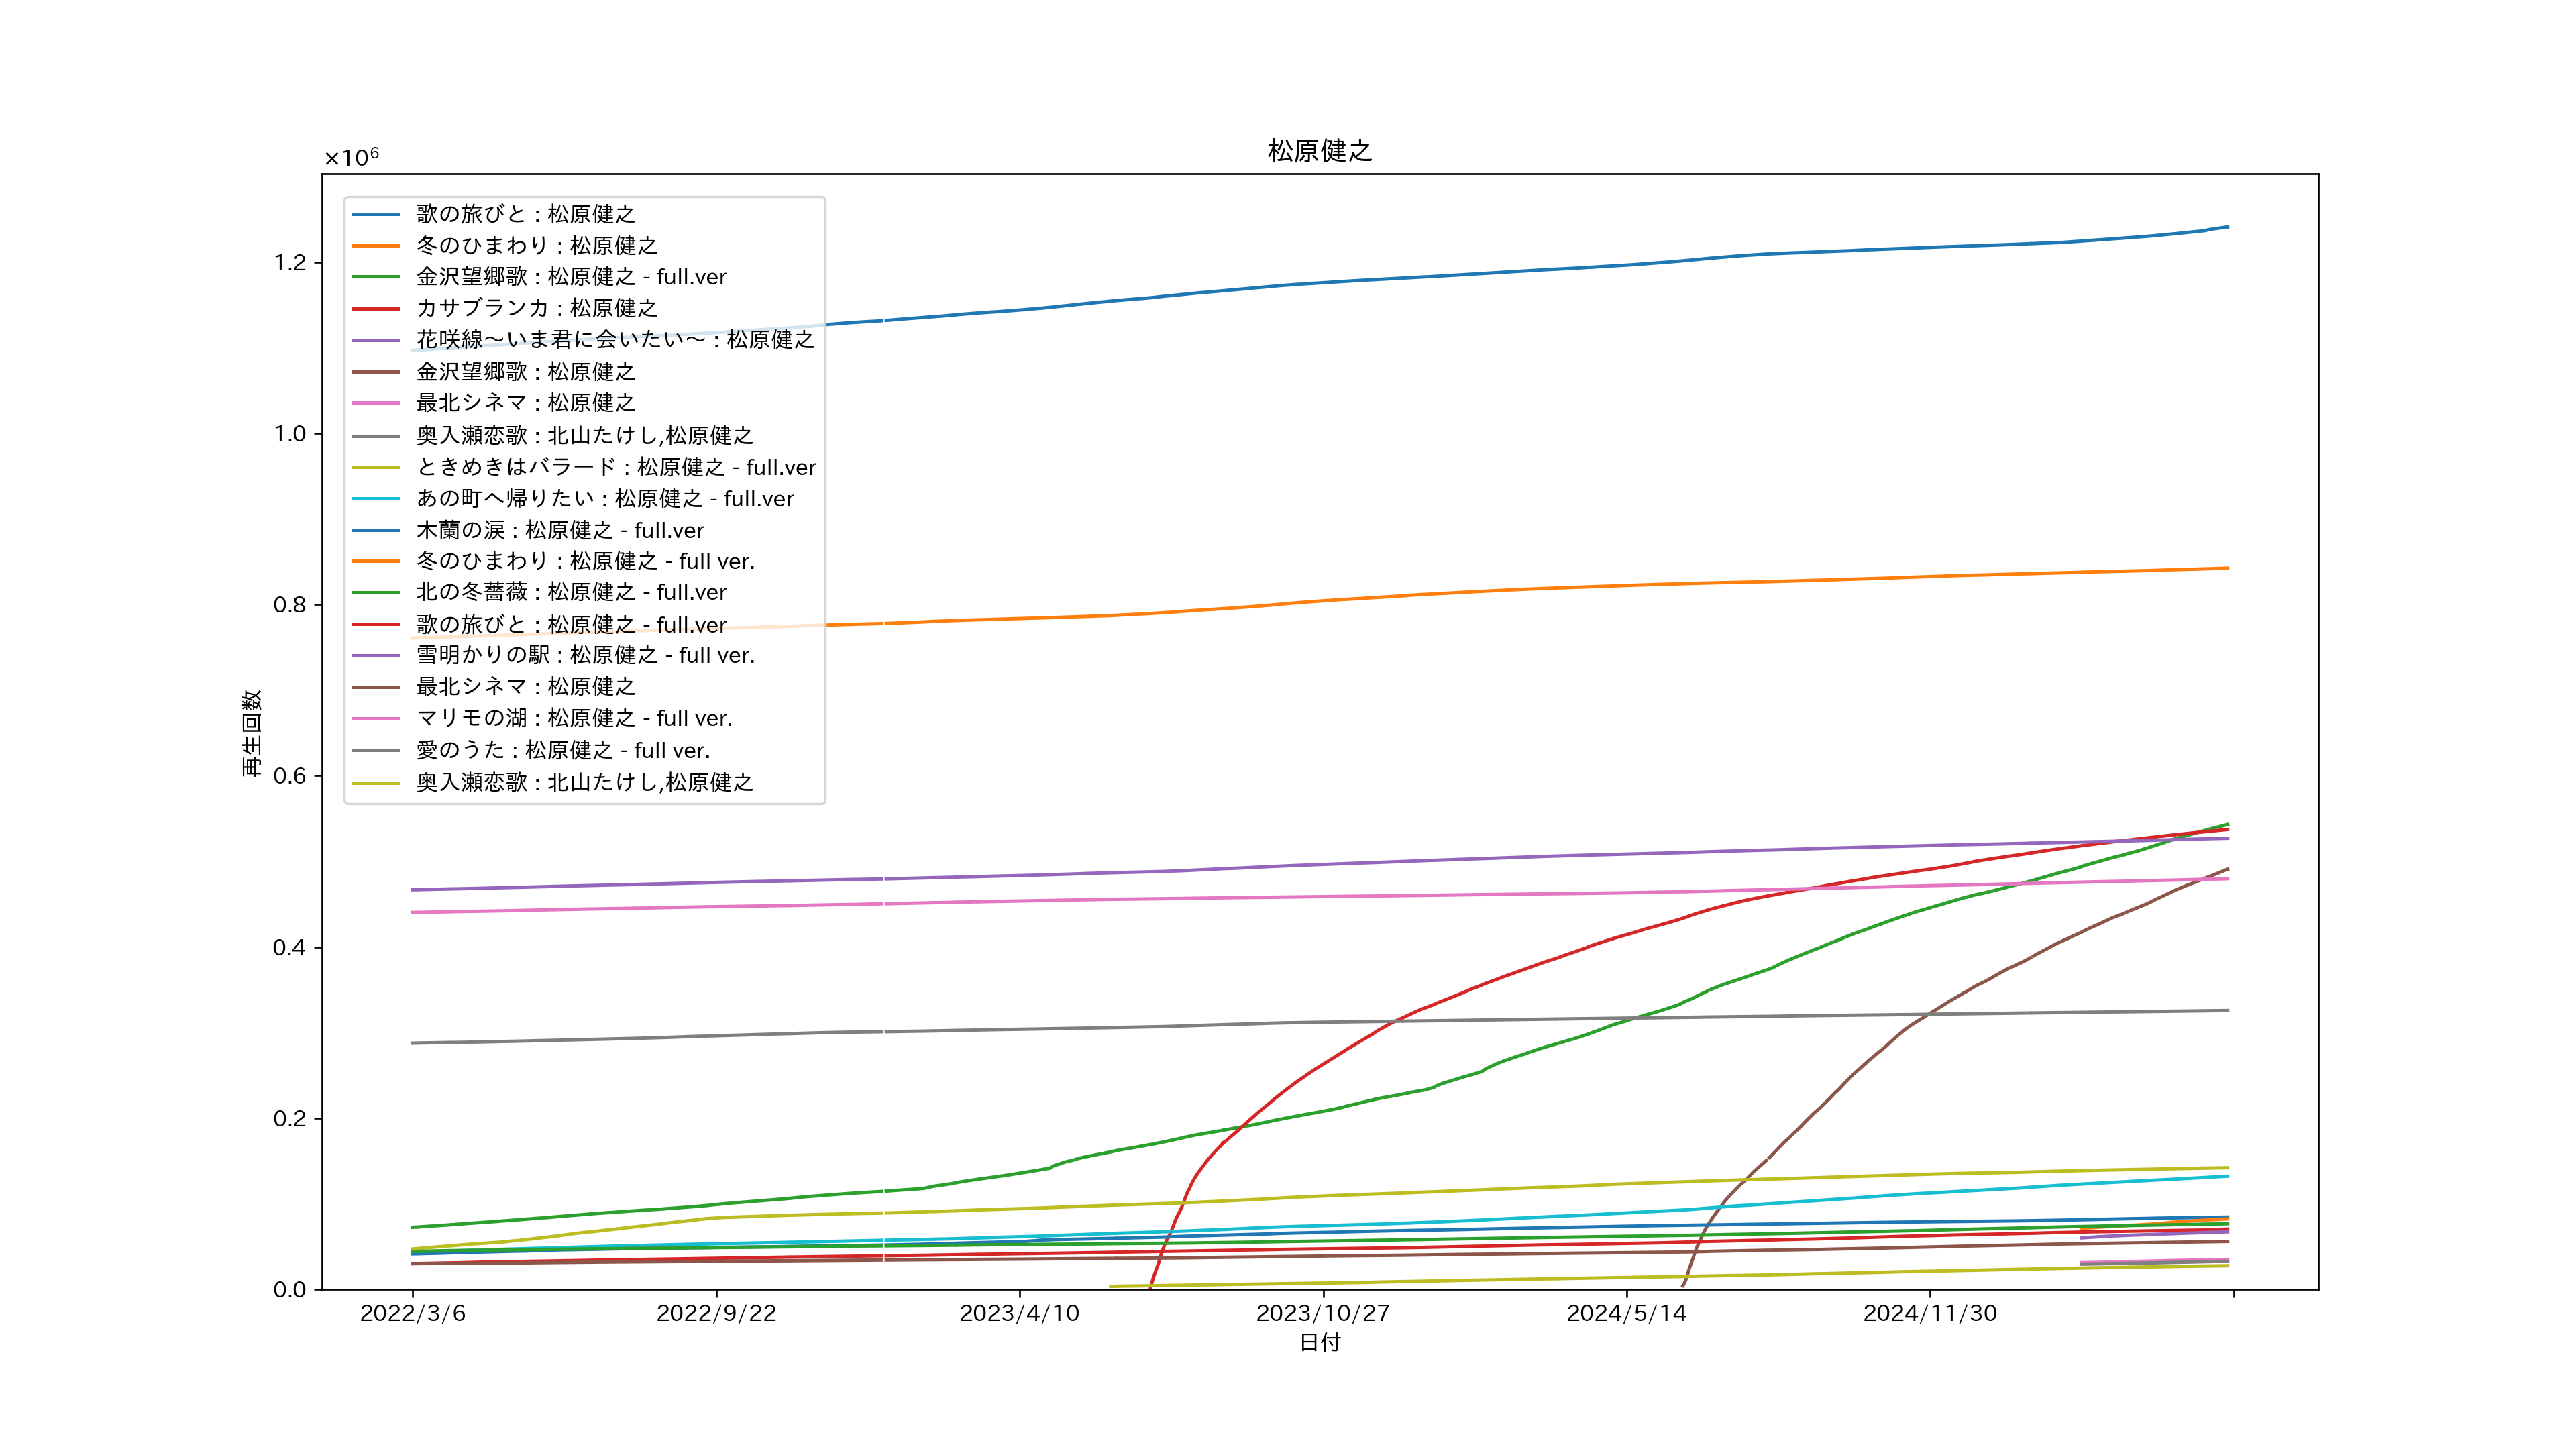 松原健之
×10⁶
歌の旅びと : 松原健之
冬のひまわり : 松原健之
金沢望郷歌 : 松原健之 - full.ver
カサブランカ : 松原健之
花咲線～いま君に会いたい～ : 松原健之
金沢望郷歌 : 松原健之
最北シネマ : 松原健之
奥入瀬恋歌 : 北山たけし,松原健之
ときめきはバラード : 松原健之 - full.ver
あの町へ帰りたい : 松原健之 - full.ver
木蘭の涙 : 松原健之 - full.ver
冬のひまわり : 松原健之 - full ver.
北の冬薔薇 : 松原健之 - full.ver
歌の旅びと : 松原健之 - full.ver
雪明かりの駅 : 松原健之 - full ver.
最北シネマ : 松原健之
マリモの湖 : 松原健之 - full ver.
愛のうた : 松原健之 - full ver.
奥入瀬恋歌 : 北山たけし,松原健之
1.2
1.0
0.8
0.6
0.4
0.2
0.0
再生回数
2022/3/6 2022/9/22 2023/4/10 2023/10/27 2024/5/14 2024/11/30
日付